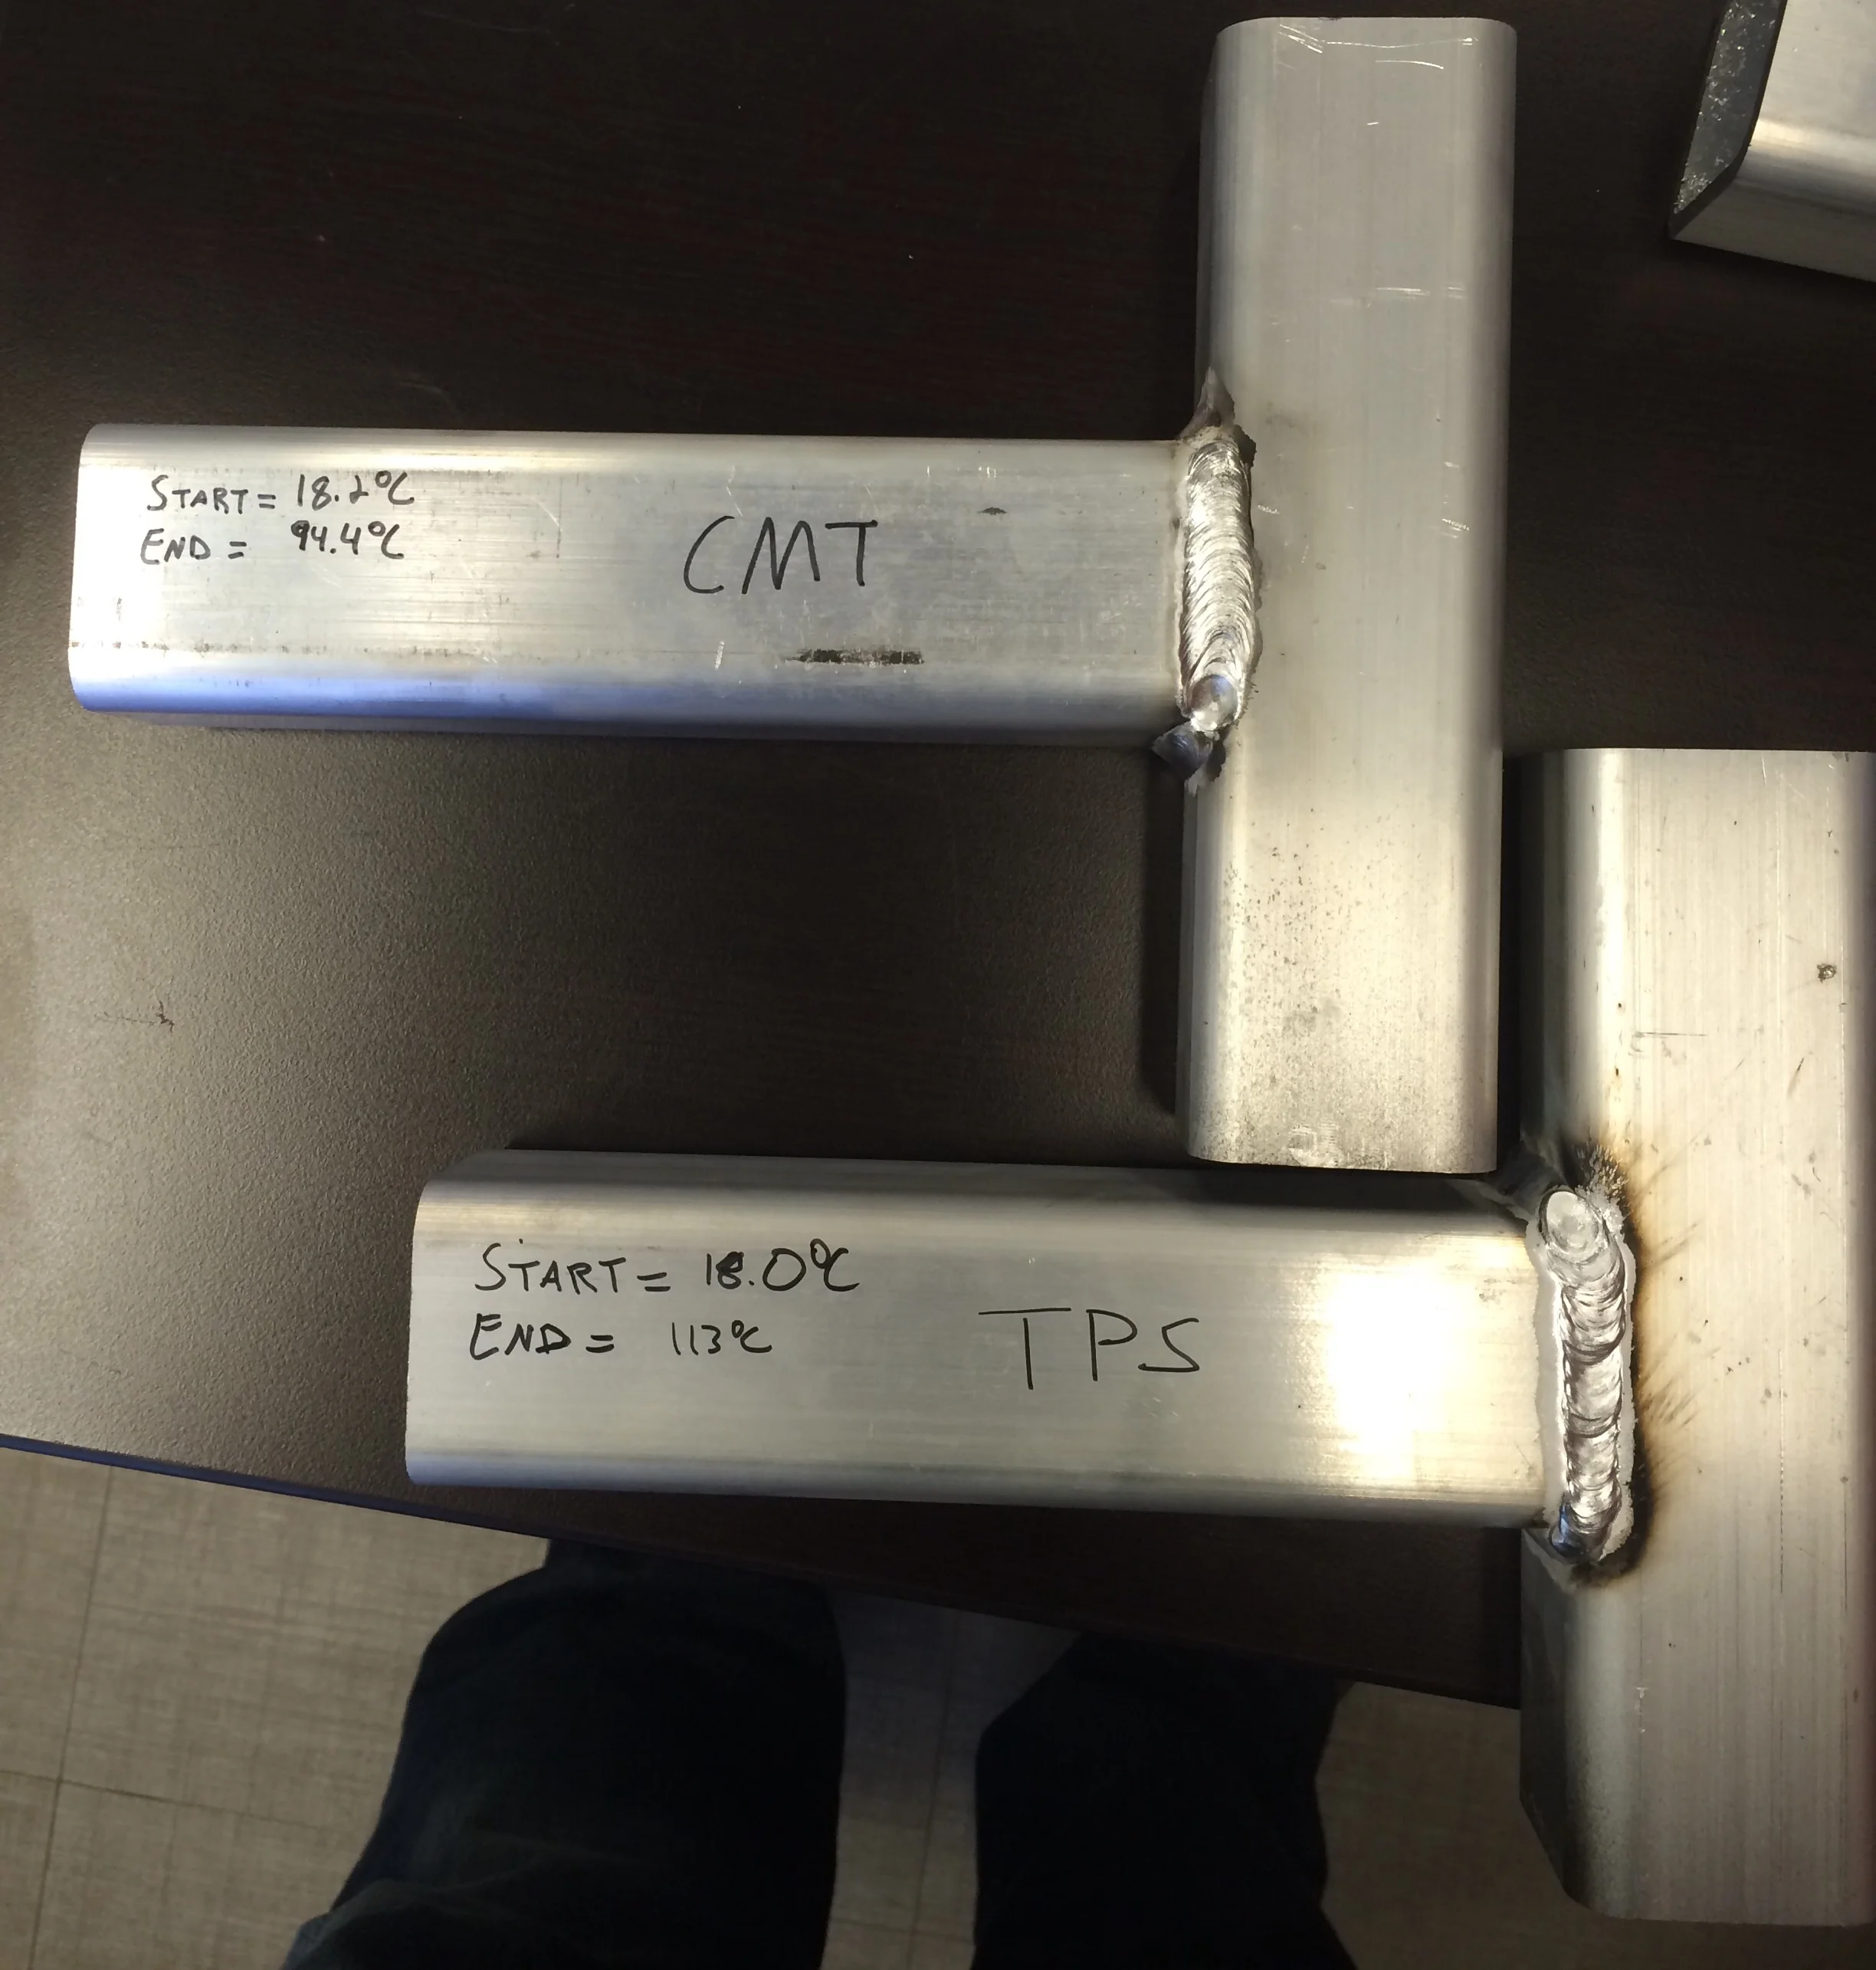 START = 18.2°C
END = 94.4°C
CMT
START = 18.0°C
END = 113°C
TPS